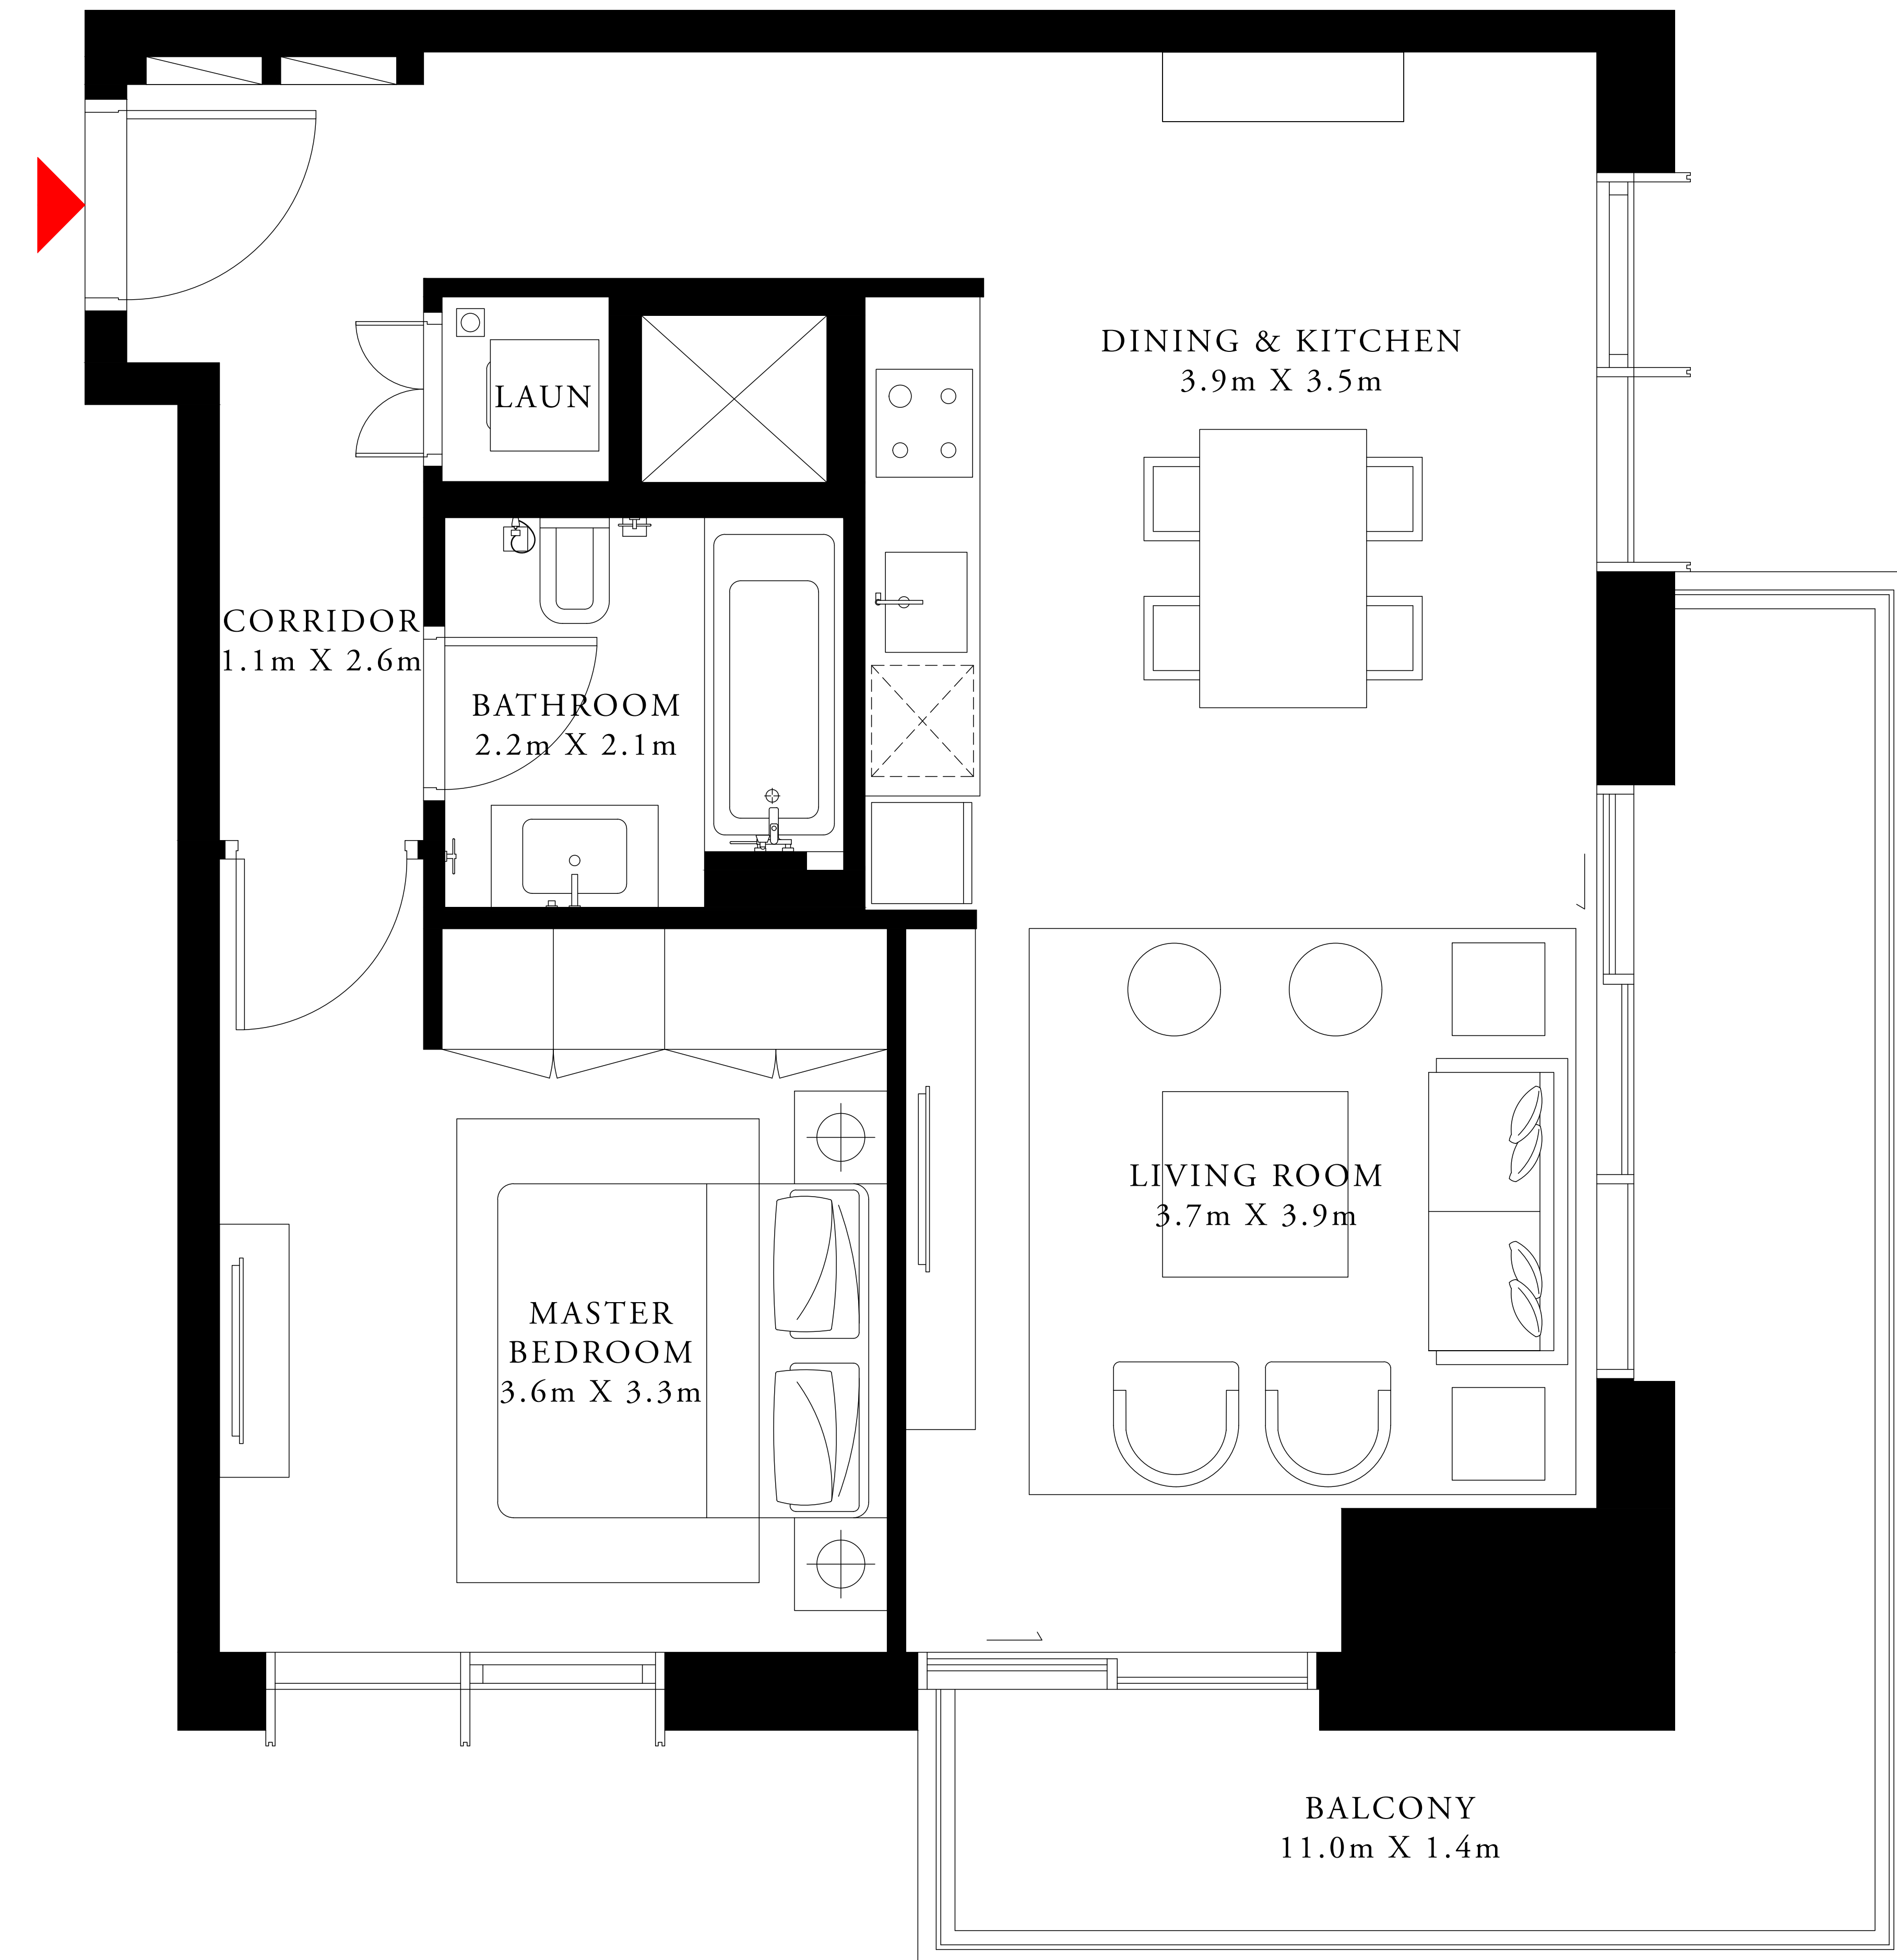 DINING & KITCHEN
3.9m X 3.5m
LAUN
CORRIDOR
1.1m X 2.6m
BATHROOM
2.2m X 2.1m
LIVING ROOM
3.7m X 3.9m
MASTER
BEDROOM
3.6m X 3.3m
BALCONY
11.0m X 1.4m